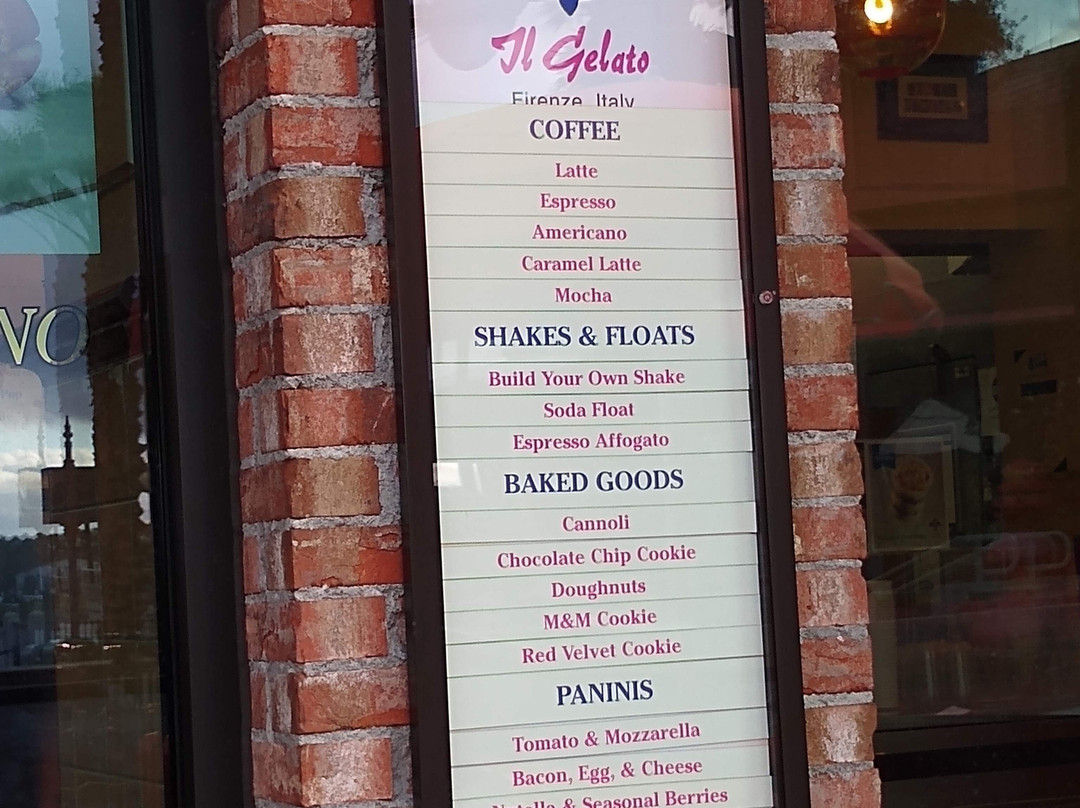 Il Gelato
Firenze, Italy
COFFEE
Latte
Espresso
Americano
Caramel Latte
Mocha
SHAKES & FLOATS
Build Your Own Shake
Soda Float
Espresso Affogato
BAKED GOODS
Cannoli
Chocolate Chip Cookie
Doughnuts
M&M Cookie
Red Velvet Cookie
PANINIS
Tomato & Mozzarella
Bacon, Egg, & Cheese
Nutella & Seasonal Berries
NO